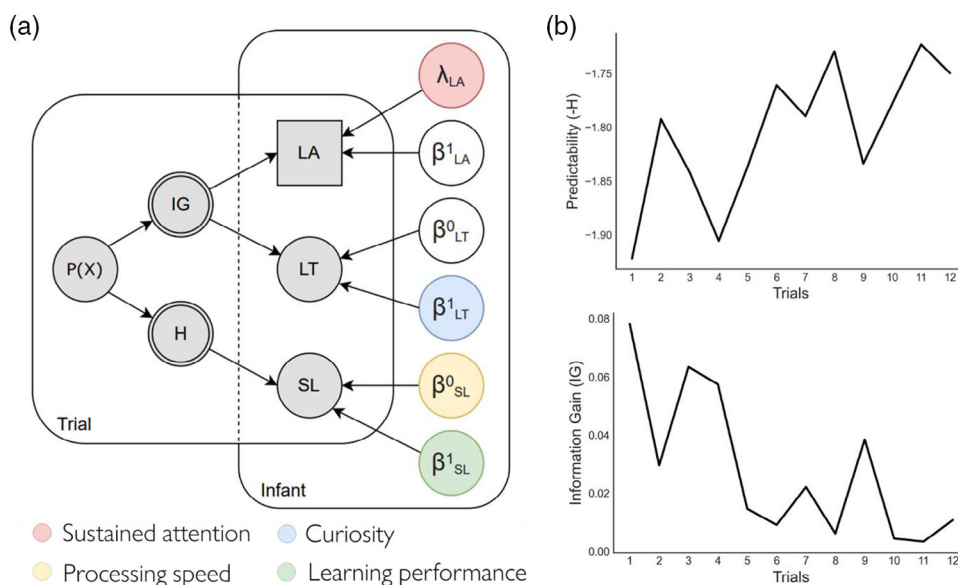 (a)
λLA
β¹LA
LA
IG
β⁰LT
P(X)
LT
β¹LT
H
β⁰SL
SL
Trial
β¹SL
Infant
Sustained attention
Curiosity
Processing speed
Learning performance
(b)
Predictability (-H)
−1.75
−1.80
−1.85
−1.90
1 2 3 4 5 6 7 8 9 10 11 12
Trials
Information Gain (IG)
0.08
0.06
0.04
0.02
0.00
1 2 3 4 5 6 7 8 9 10 11 12
Trials